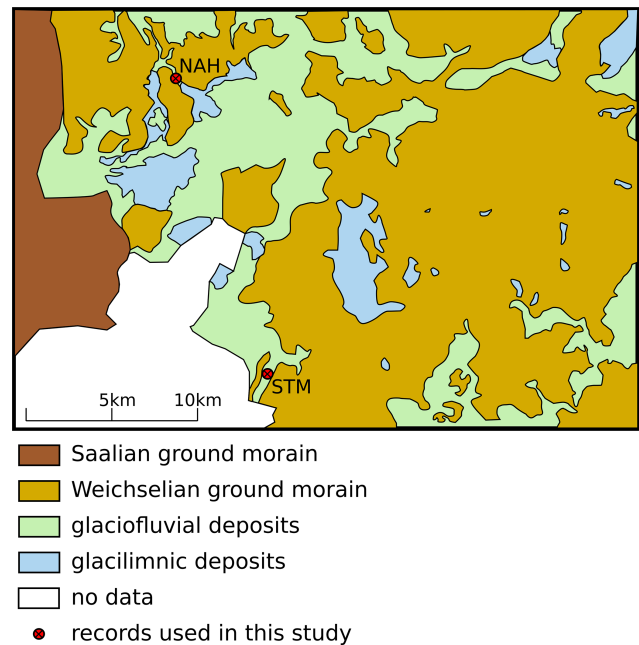 NAH
STM
5km 10km
Saalian ground morain
Weichselian ground morain
glaciofluvial deposits
glacilimnic deposits
no data
records used in this study